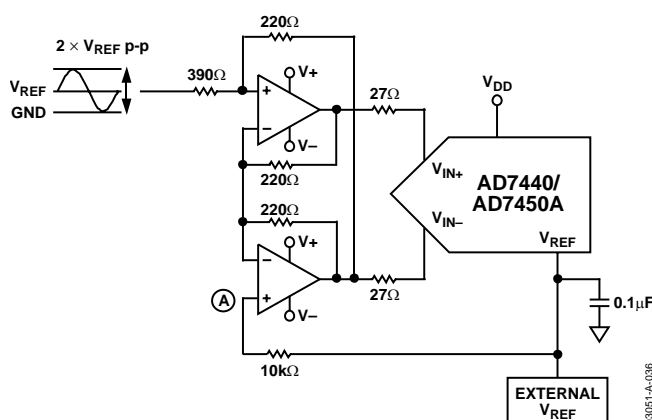 2 × VREF p-p
VREF
GND
390Ω
220Ω
V+
+
−
V−
220Ω
27Ω
220Ω
V+
−
+
V−
27Ω
A
10kΩ
VDD
VIN+
AD7440/
AD7450A
VIN−
VREF
0.1µF
EXTERNAL
VREF
3051-A-036